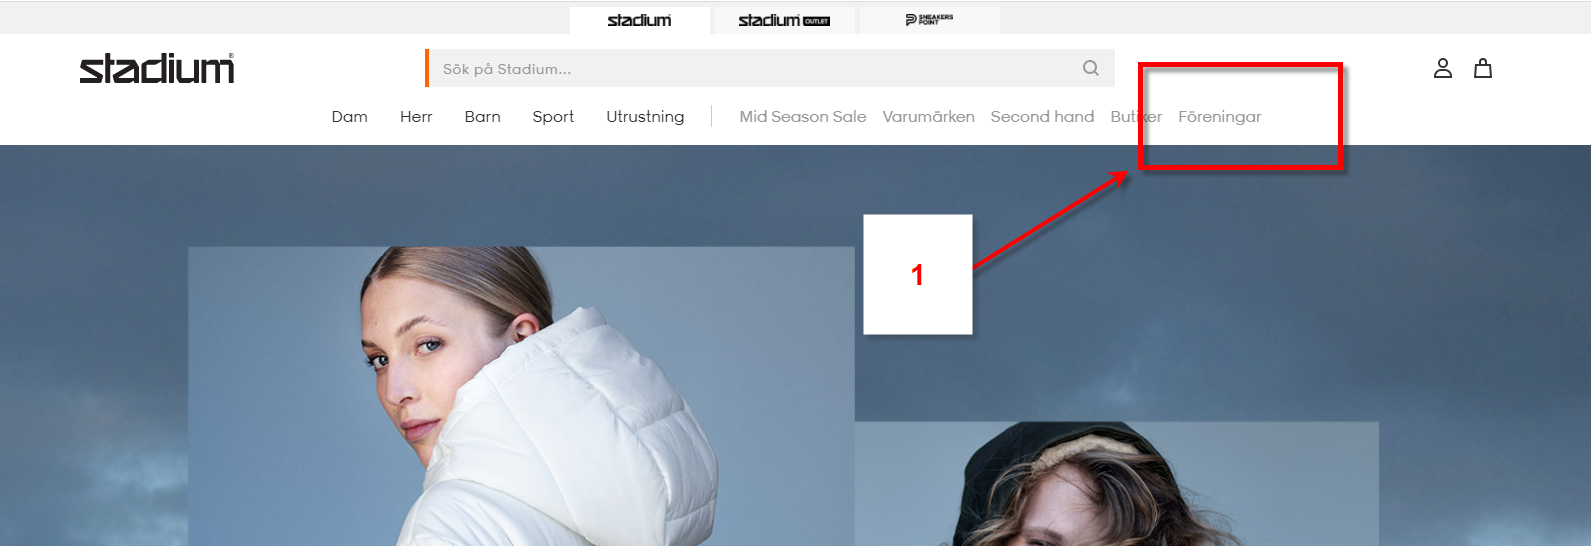 stadium
stadium OUTLET
SNEAKERS
POINT
stadium®
Sök på Stadium...
Dam Herr Barn Sport Utrustning Mid Season Sale Varumärken Second hand Butiker Föreningar
1